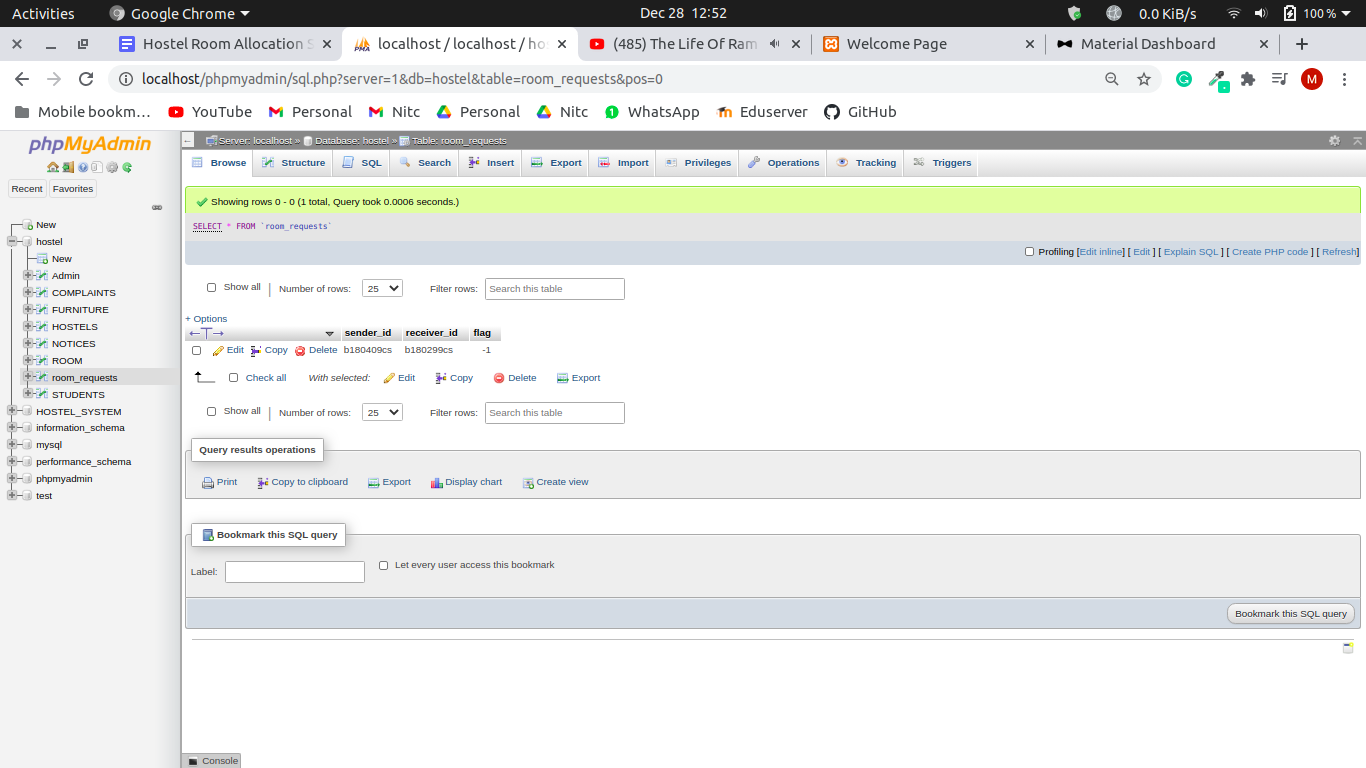 Activities Google Chrome Dec 28 12:52 0.0 KiB/s 100 %
Hostel Room Allocation S localhost / localhost / hos (485) The Life Of Ram Welcome Page Material Dashboard
localhost/phpmyadmin/sql.php?server=1&db=hostel&table=room_requests&pos=0 M
Mobile bookm… YouTube Personal Nitc Personal Nitc WhatsApp Eduserver GitHub
phpMyAdmin
Recent Favorites
New
hostel
New
Admin
COMPLAINTS
FURNITURE
HOSTELS
NOTICES
ROOM
room_requests
STUDENTS
HOSTEL_SYSTEM
information_schema
mysql
performance_schema
phpmyadmin
test
Server: localhost » Database: hostel » Table: room_requests
Browse Structure SQL Search Insert Export Import Privileges Operations Tracking Triggers
Showing rows 0 - 0 (1 total, Query took 0.0006 seconds.)
SELECT * FROM `room_requests`
Profiling [Edit inline] [ Edit ] [ Explain SQL ] [ Create PHP code ] [ Refresh]
Show all | Number of rows: 25 Filter rows: Search this table
+ Options
←T→ sender_id receiver_id flag
Edit Copy Delete b180409cs b180299cs -1
Check all With selected: Edit Copy Delete Export
Show all | Number of rows: 25 Filter rows: Search this table
Query results operations
Print Copy to clipboard Export Display chart Create view
Bookmark this SQL query
Label: Let every user access this bookmark
Bookmark this SQL query
Console